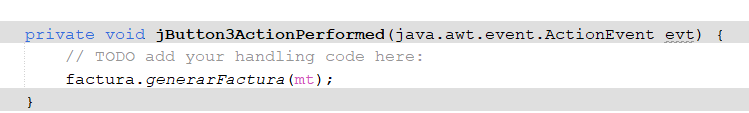 private void jButton3ActionPerformed(java.awt.event.ActionEvent evt) {
// TODO add your handling code here:
factura.generarFactura(mt);
}